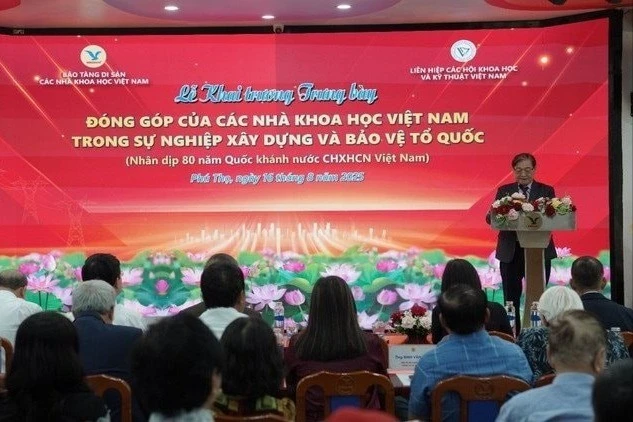 BẢO TÀNG DI SẢN
CÁC NHÀ KHOA HỌC VIỆT NAM
LIÊN HIỆP CÁC HỘI KHOA HỌC
VÀ KỸ THUẬT VIỆT NAM
Lễ Khai trương Trưng bày
ĐÓNG GÓP CỦA CÁC NHÀ KHOA HỌC VIỆT NAM
TRONG SỰ NGHIỆP XÂY DỰNG VÀ BẢO VỆ TỔ QUỐC
(Nhân dịp 80 năm Quốc khánh nước CHXHCN Việt Nam)
Phú Thọ, ngày 16 tháng 8 năm 2025